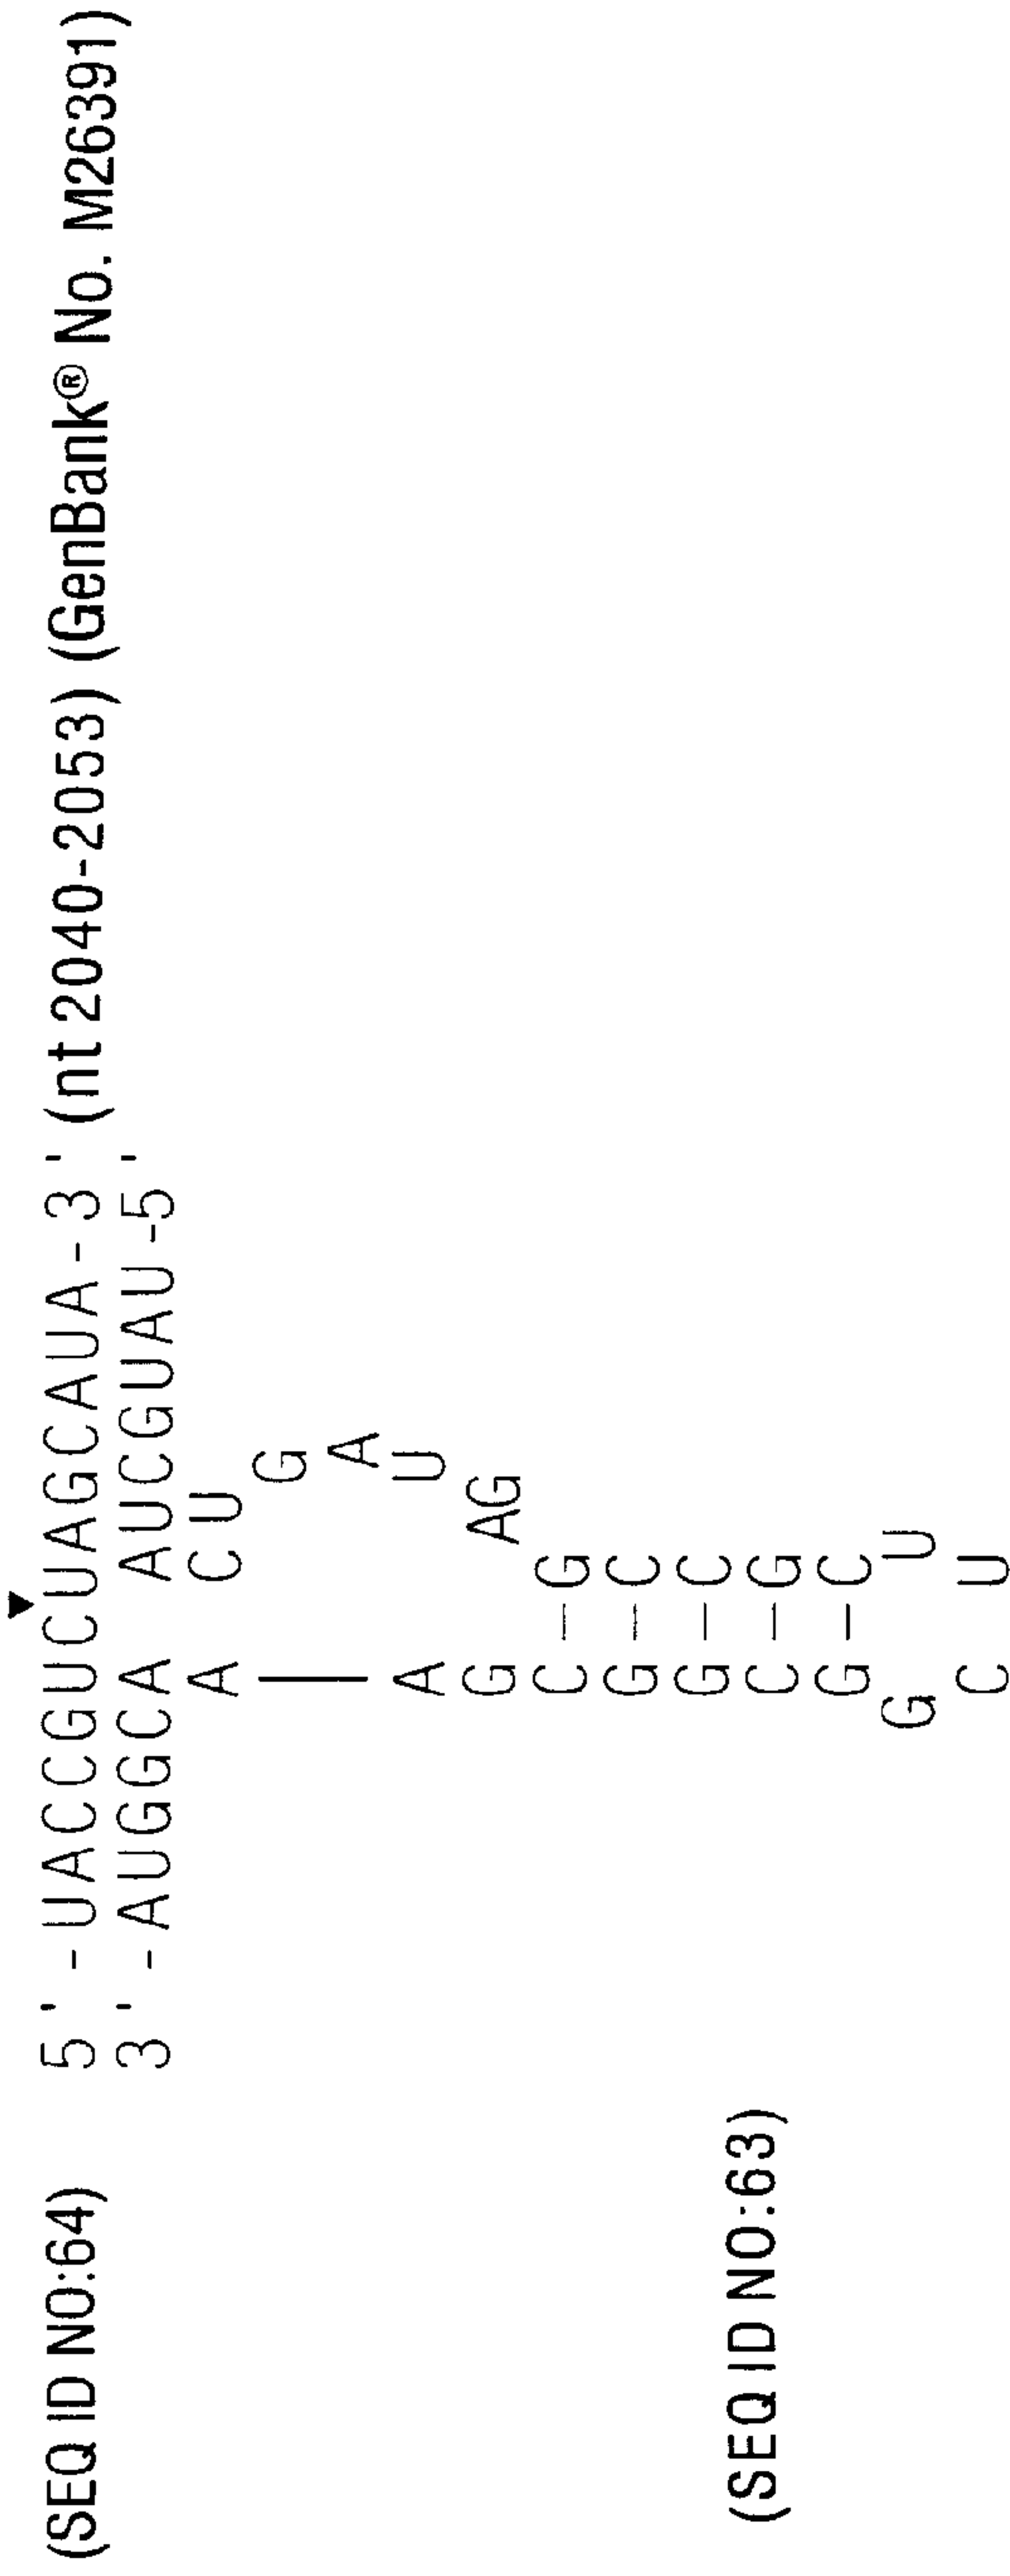 (SEQ ID NO:64) 5'-UACCGUCUAGCAUA-3' (nt 2040-2053) (GenBank® No. M26391)
3'-AUGGCA AUCGUAU-5'
A C U
G
A
A U
G AG
C – G
G – C
G – C
(SEQ ID NO:63) C – G
G – C
G U
C U